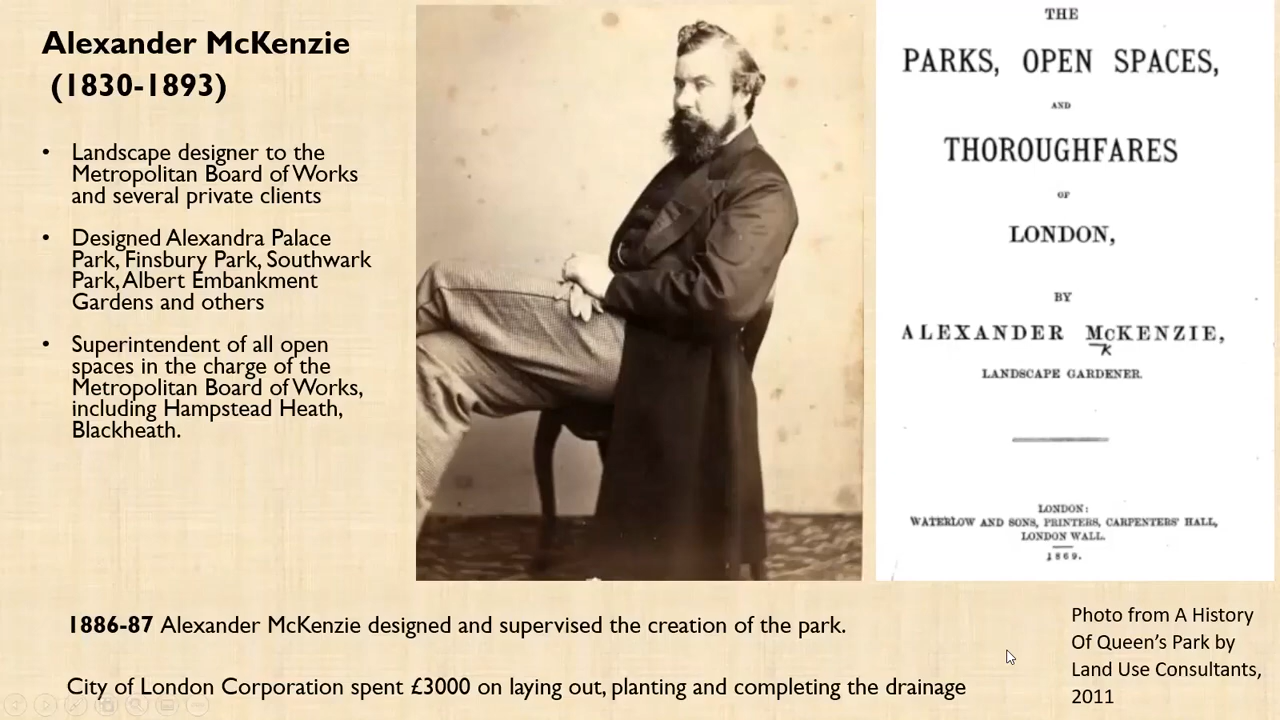 Alexander McKenzie
(1830-1893)
• Landscape designer to the
Metropolitan Board of Works
and several private clients
• Designed Alexandra Palace
Park, Finsbury Park, Southwark
Park, Albert Embankment
Gardens and others
• Superintendent of all open
spaces in the charge of the
Metropolitan Board of Works,
including Hampstead Heath,
Blackheath.
THE
PARKS, OPEN SPACES,
AND
THOROUGHFARES
OF
LONDON,
BY
ALEXANDER McKENZIE,
K
LANDSCAPE GARDENER.
LONDON:
WATERLOW AND SONS, PRINTERS, CARPENTERS' HALL,
LONDON WALL.
1869.
1886-87 Alexander McKenzie designed and supervised the creation of the park.
City of London Corporation spent £3000 on laying out, planting and completing the drainage
Photo from A History
Of Queen's Park by
Land Use Consultants,
2011